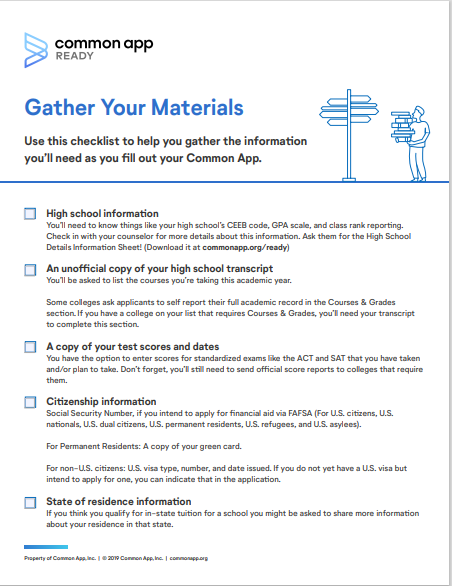 common app
READY
Gather Your Materials
Use this checklist to help you gather the information
you'll need as you fill out your Common App.
High school information
You'll need to know things like your high school's CEEB code, GPA scale, and class rank reporting.
Check in with your counselor for more details about this information. Ask them for the High School
Details Information Sheet! (Download it at commonapp.org/ready)
An unofficial copy of your high school transcript
You'll be asked to list the courses you're taking this academic year.
Some colleges ask applicants to self report their full academic record in the Courses & Grades
section. If you have a college on your list that requires Courses & Grades, you'll need your transcript
to complete this section.
A copy of your test scores and dates
You have the option to enter scores for standardized exams like the ACT and SAT that you have taken
and/or plan to take. Don't forget, you'll still need to send official score reports to colleges that require
them.
Citizenship information
Social Security Number, if you intend to apply for financial aid via FAFSA (For U.S. citizens, U.S.
nationals, U.S. dual citizens, U.S. permanent residents, U.S. refugees, and U.S. asylees).
For Permanent Residents: A copy of your green card.
For non-U.S. citizens: U.S. visa type, number, and date issued. If you do not yet have a U.S. visa but
intend to apply for one, you can indicate that in the application.
State of residence information
If you think you qualify for in-state tuition for a school you might be asked to share more information
about your residence in that state.
Property of Common App, Inc. | © 2019 Common App, Inc. | commonapp.org